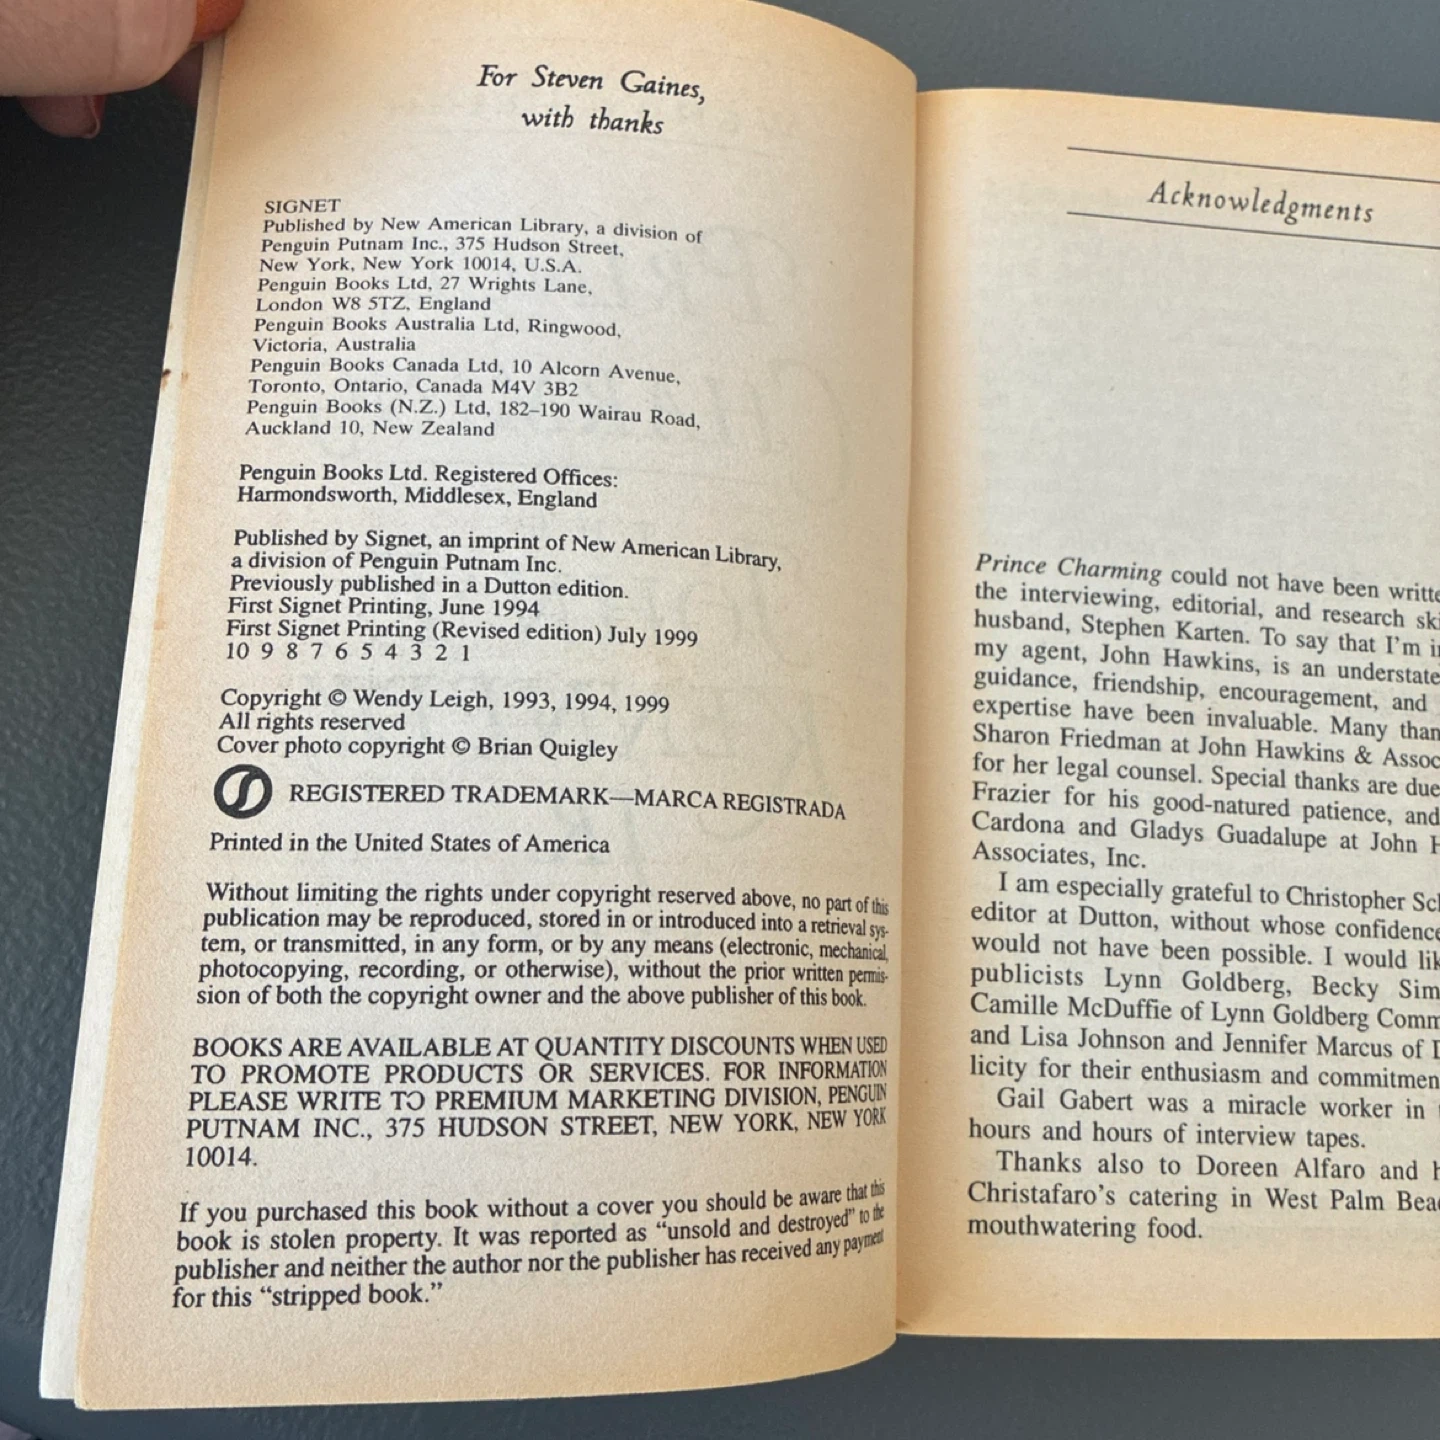 For Steven Gaines,
with thanks
SIGNET
Published by New American Library, a division of
Penguin Putnam Inc., 375 Hudson Street,
New York, New York 10014, U.S.A.
Penguin Books Ltd, 27 Wrights Lane,
London W8 5TZ, England
Penguin Books Australia Ltd, Ringwood,
Victoria, Australia
Penguin Books Canada Ltd, 10 Alcorn Avenue,
Toronto, Ontario, Canada M4V 3B2
Penguin Books (N.Z.) Ltd, 182–190 Wairau Road,
Auckland 10, New Zealand
Penguin Books Ltd. Registered Offices:
Harmondsworth, Middlesex, England
Published by Signet, an imprint of New American Library,
a division of Penguin Putnam Inc.
Previously published in a Dutton edition.
First Signet Printing, June 1994
First Signet Printing (Revised edition) July 1999
10 9 8 7 6 5 4 3 2 1
Copyright © Wendy Leigh, 1993, 1994, 1999
All rights reserved
Cover photo copyright © Brian Quigley
REGISTERED TRADEMARK—MARCA REGISTRADA
Printed in the United States of America
Without limiting the rights under copyright reserved above, no part of this
publication may be reproduced, stored in or introduced into a retrieval sys-
tem, or transmitted, in any form, or by any means (electronic, mechanical,
photocopying, recording, or otherwise), without the prior written permis-
sion of both the copyright owner and the above publisher of this book.
BOOKS ARE AVAILABLE AT QUANTITY DISCOUNTS WHEN USED
TO PROMOTE PRODUCTS OR SERVICES. FOR INFORMATION
PLEASE WRITE TO PREMIUM MARKETING DIVISION, PENGUIN
PUTNAM INC., 375 HUDSON STREET, NEW YORK, NEW YORK
10014.
If you purchased this book without a cover you should be aware that this
book is stolen property. It was reported as “unsold and destroyed” to the
publisher and neither the author nor the publisher has received any payment
for this “stripped book.”
Acknowledgments
Prince Charming could not have been writte
the interviewing, editorial, and research ski
husband, Stephen Karten. To say that I'm i
my agent, John Hawkins, is an understate
guidance, friendship, encouragement, and
expertise have been invaluable. Many than
Sharon Friedman at John Hawkins & Assoc
for her legal counsel. Special thanks are due
Frazier for his good-natured patience, and
Cardona and Gladys Guadalupe at John H
Associates, Inc.
I am especially grateful to Christopher Sc
editor at Dutton, without whose confidence
would not have been possible. I would lik
publicists Lynn Goldberg, Becky Sim
Camille McDuffie of Lynn Goldberg Comm
and Lisa Johnson and Jennifer Marcus of D
licity for their enthusiasm and commitmen
Gail Gabert was a miracle worker in
hours and hours of interview tapes.
Thanks also to Doreen Alfaro and h
Christafaro's catering in West Palm Bea
mouthwatering food.